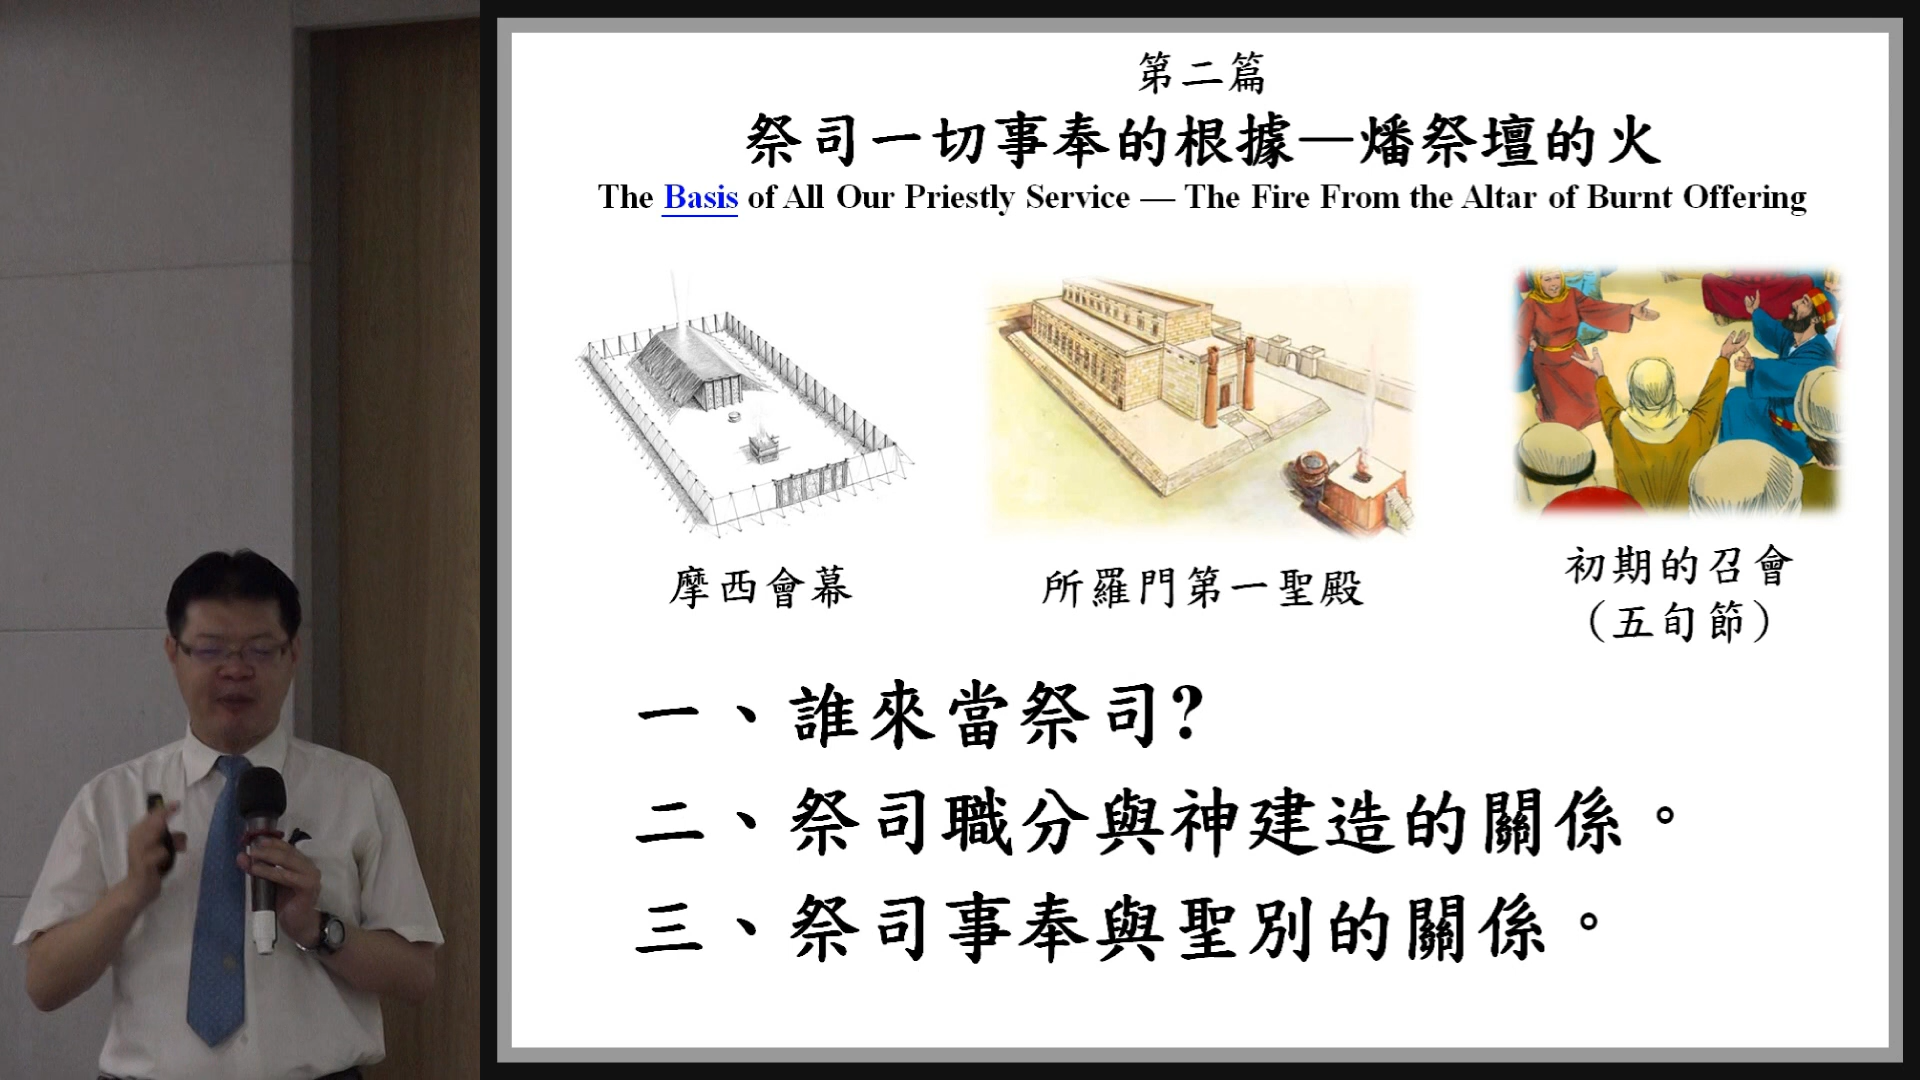 第二篇
祭司一切事奉的根據—燔祭壇的火
The Basis of All Our Priestly Service — The Fire From the Altar of Burnt Offering
摩西會幕
所羅門第一聖殿
初期的召會
（五旬節）
一、誰來當祭司?
二、祭司職分與神建造的關係。
三、祭司事奉與聖別的關係。